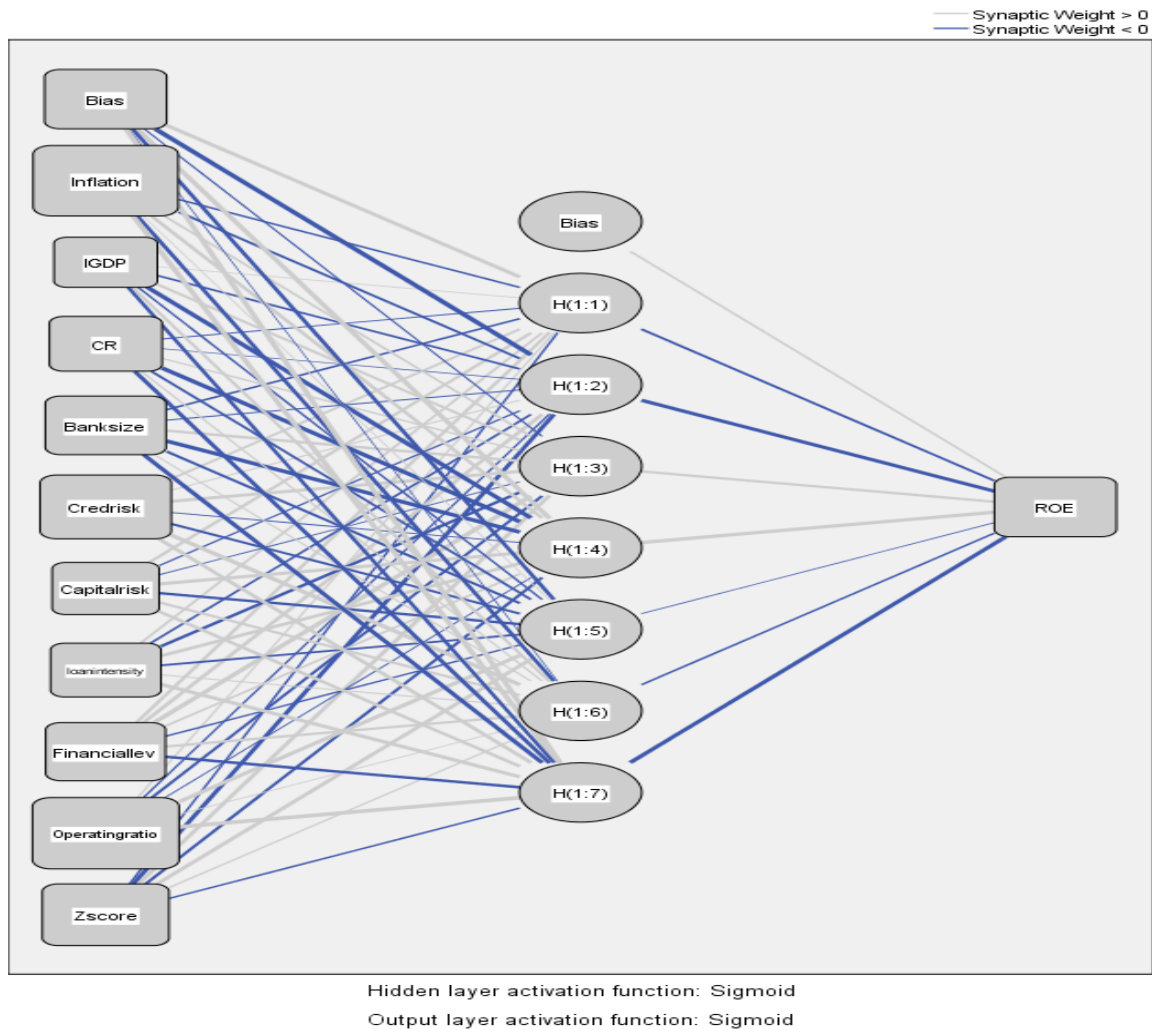 Synaptic Weight > 0
Synaptic Weight < 0
Bias
Inflation
IGDP
CR
Banksize
Credrisk
Capitalrisk
loanintensity
Financiallev
Operatingratio
Zscore
Bias
H(1:1)
H(1:2)
H(1:3)
H(1:4)
H(1:5)
H(1:6)
H(1:7)
ROE
Hidden layer activation function: Sigmoid
Output layer activation function: Sigmoid